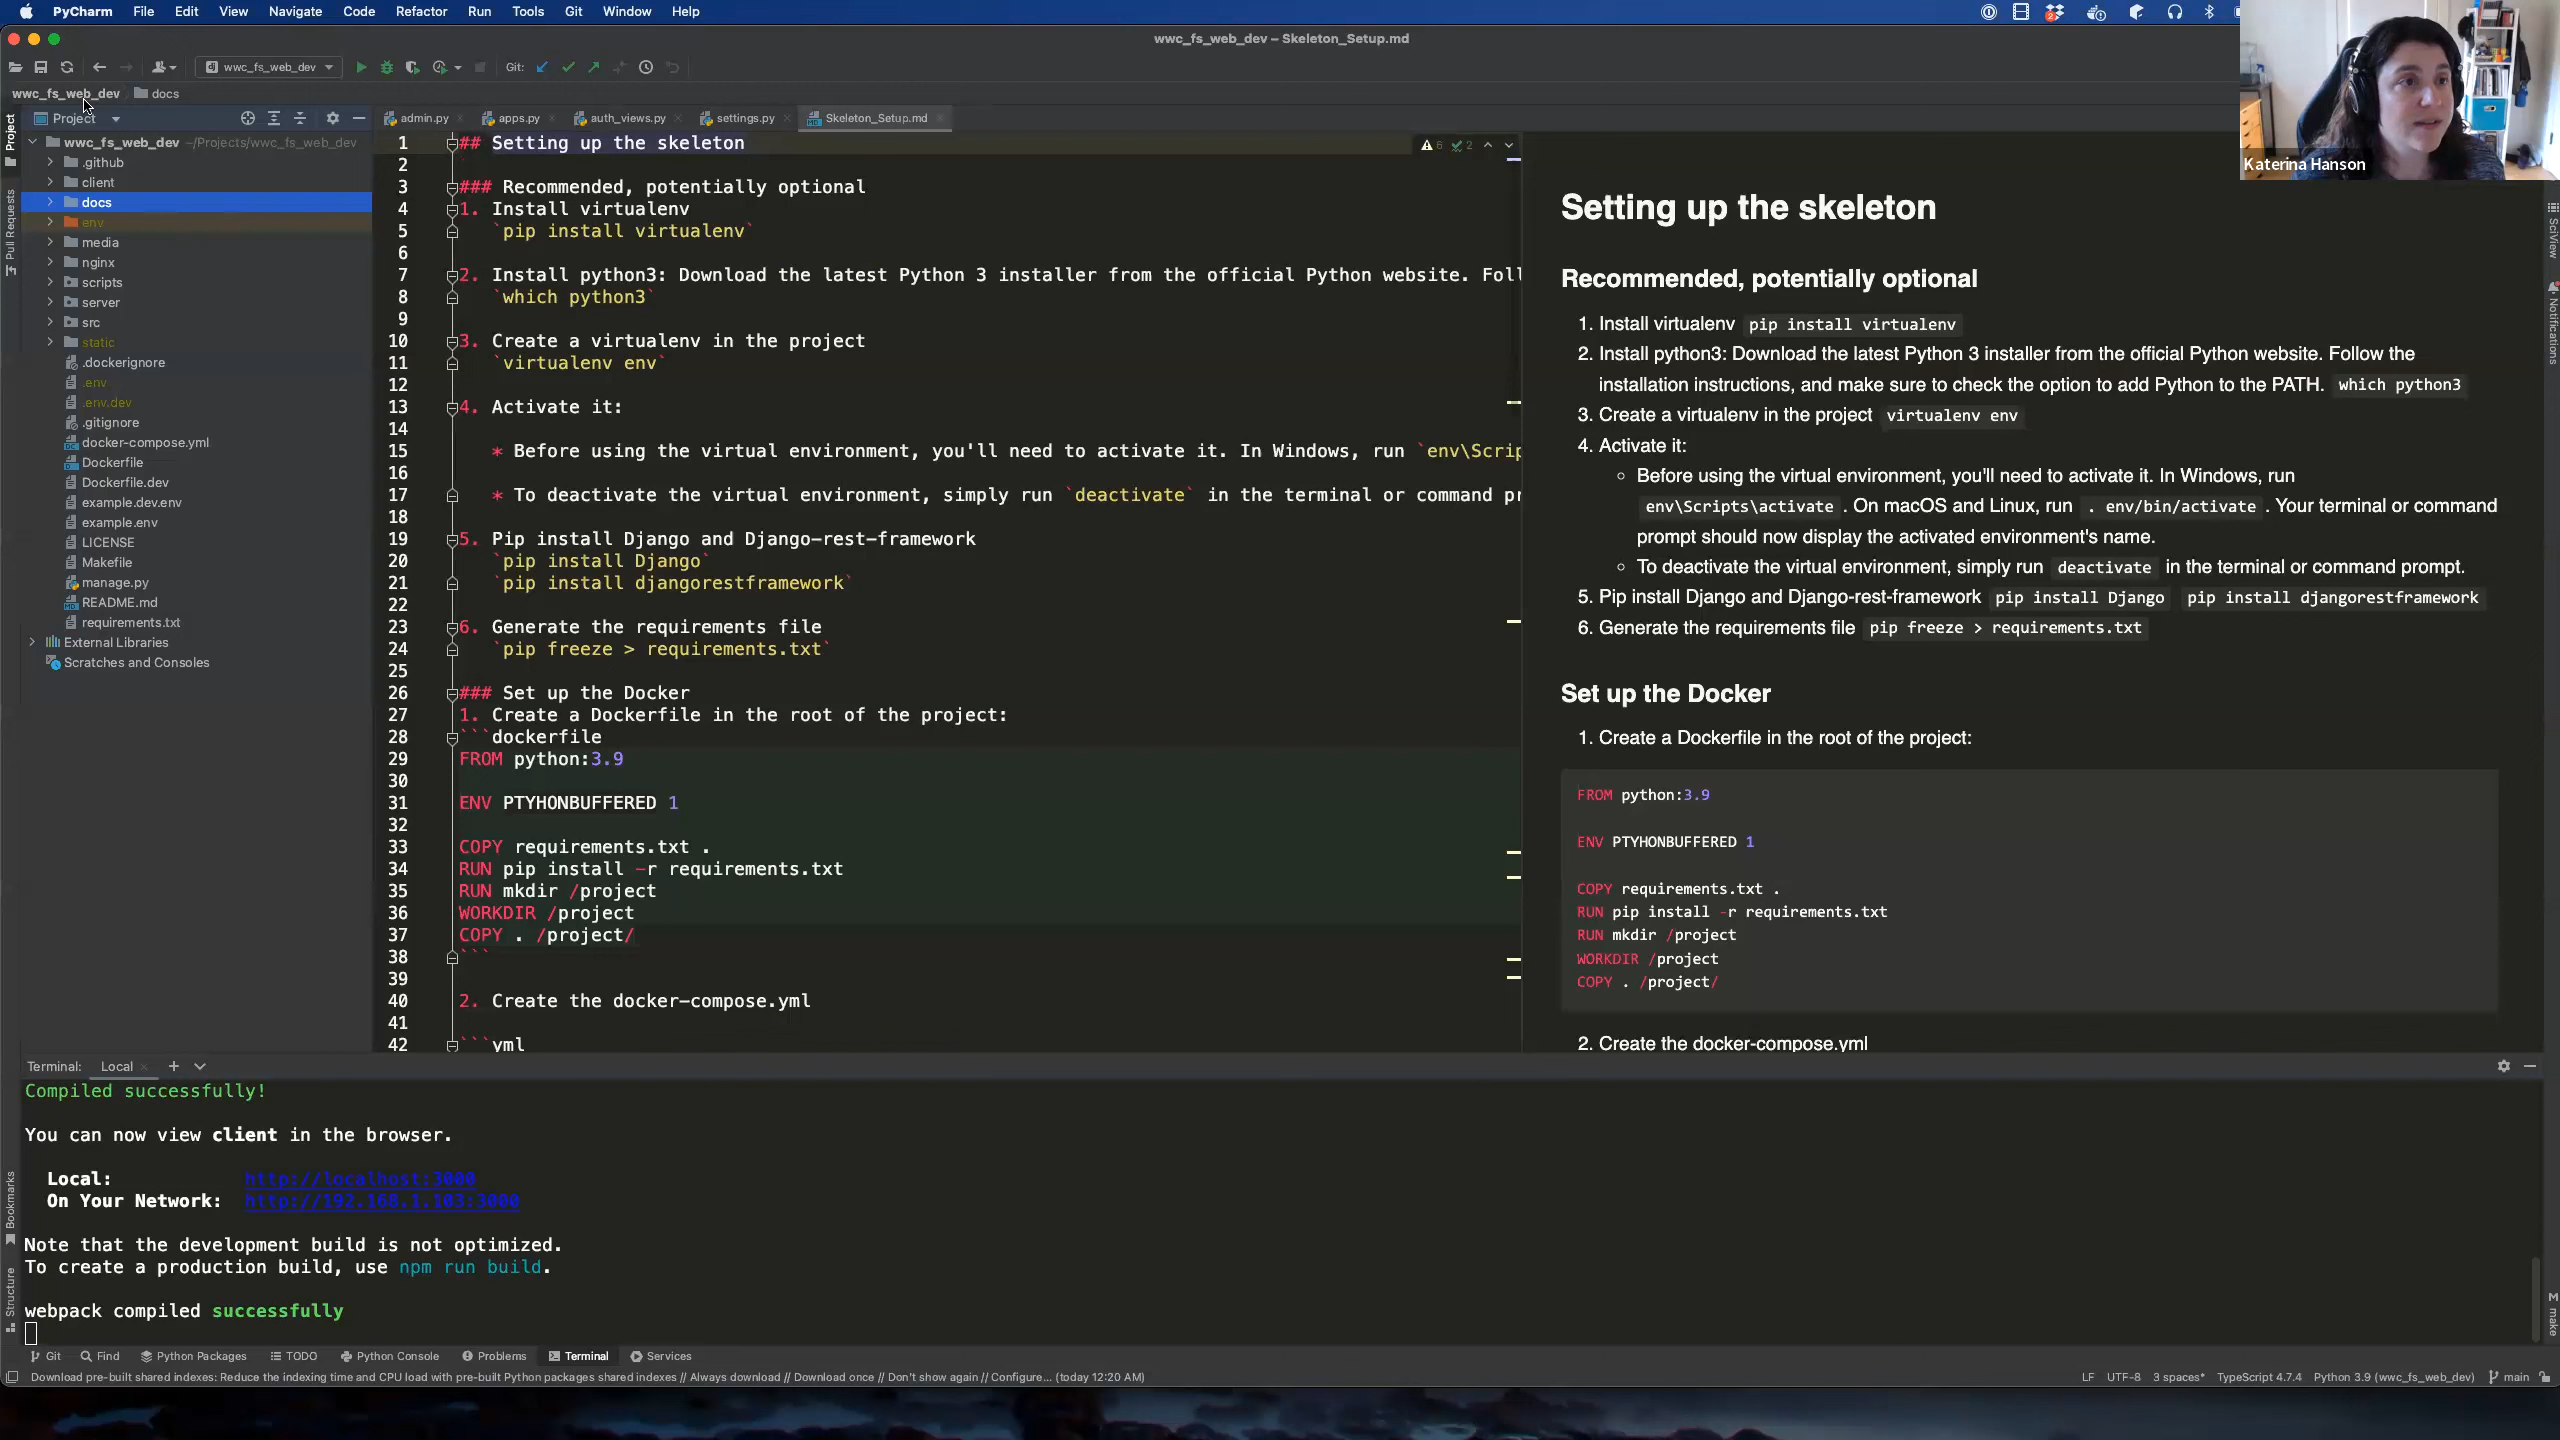 PyCharm File Edit View Navigate Code Refactor Run Tools Git Window Help
wwc_fs_web_dev – Skeleton_Setup.md
wwc_fs_web_dev Git:
wwc_fs_web_dev docs
Project
admin.py apps.py auth_views.py settings.py Skeleton_Setup.md
Project
Pull Requests
Bookmarks
Structure
wwc_fs_web_dev ~/Projects/wwc_fs_web_dev
.github
client
docs
env
media
nginx
scripts
server
src
static
.dockerignore
.env
.env.dev
.gitignore
docker-compose.yml
Dockerfile
Dockerfile.dev
example.dev.env
example.env
LICENSE
Makefile
manage.py
README.md
requirements.txt
External Libraries
Scratches and Consoles
1 ## Setting up the skeleton
2
3 ### Recommended, potentially optional
4 1. Install virtualenv
5 `pip install virtualenv`
6
7 2. Install python3: Download the latest Python 3 installer from the official Python website. Foll
8 `which python3`
9
10 3. Create a virtualenv in the project
11 `virtualenv env`
12
13 4. Activate it:
14
15 * Before using the virtual environment, you'll need to activate it. In Windows, run `env\Scrip
16
17 * To deactivate the virtual environment, simply run `deactivate` in the terminal or command pr
18
19 5. Pip install Django and Django-rest-framework
20 `pip install Django`
21 `pip install djangorestframework`
22
23 6. Generate the requirements file
24 `pip freeze > requirements.txt`
25
26 ### Set up the Docker
27 1. Create a Dockerfile in the root of the project:
28 ```dockerfile
29 FROM python:3.9
30
31 ENV PTYHONBUFFERED 1
32
33 COPY requirements.txt .
34 RUN pip install -r requirements.txt
35 RUN mkdir /project
36 WORKDIR /project
37 COPY . /project/
38 ```
39
40 2. Create the docker-compose.yml
41
42 ```yml
6 2
Katerina Hanson
Setting up the skeleton
Recommended, potentially optional
1. Install virtualenv pip install virtualenv
2. Install python3: Download the latest Python 3 installer from the official Python website. Follow the
installation instructions, and make sure to check the option to add Python to the PATH. which python3
3. Create a virtualenv in the project virtualenv env
4. Activate it:
Before using the virtual environment, you'll need to activate it. In Windows, run
env\Scripts\activate . On macOS and Linux, run . env/bin/activate . Your terminal or command
prompt should now display the activated environment's name.
To deactivate the virtual environment, simply run deactivate in the terminal or command prompt.
5. Pip install Django and Django-rest-framework pip install Django pip install djangorestframework
6. Generate the requirements file pip freeze > requirements.txt
Set up the Docker
1. Create a Dockerfile in the root of the project:
FROM python:3.9
ENV PTYHONBUFFERED 1
COPY requirements.txt .
RUN pip install -r requirements.txt
RUN mkdir /project
WORKDIR /project
COPY . /project/
2. Create the docker-compose.yml
SciView
Notifications
make
Terminal: Local
Compiled successfully!
You can now view client in the browser.
Local: http://localhost:3000
On Your Network: http://192.168.1.103:3000
Note that the development build is not optimized.
To create a production build, use npm run build.
webpack compiled successfully
Git Find Python Packages TODO Python Console Problems Terminal Services
Download pre-built shared indexes: Reduce the indexing time and CPU load with pre-built Python packages shared indexes // Always download // Download once // Don't show again // Configure... (today 12:20 AM)
LF UTF-8 3 spaces* TypeScript 4.7.4 Python 3.9 (wwc_fs_web_dev) main